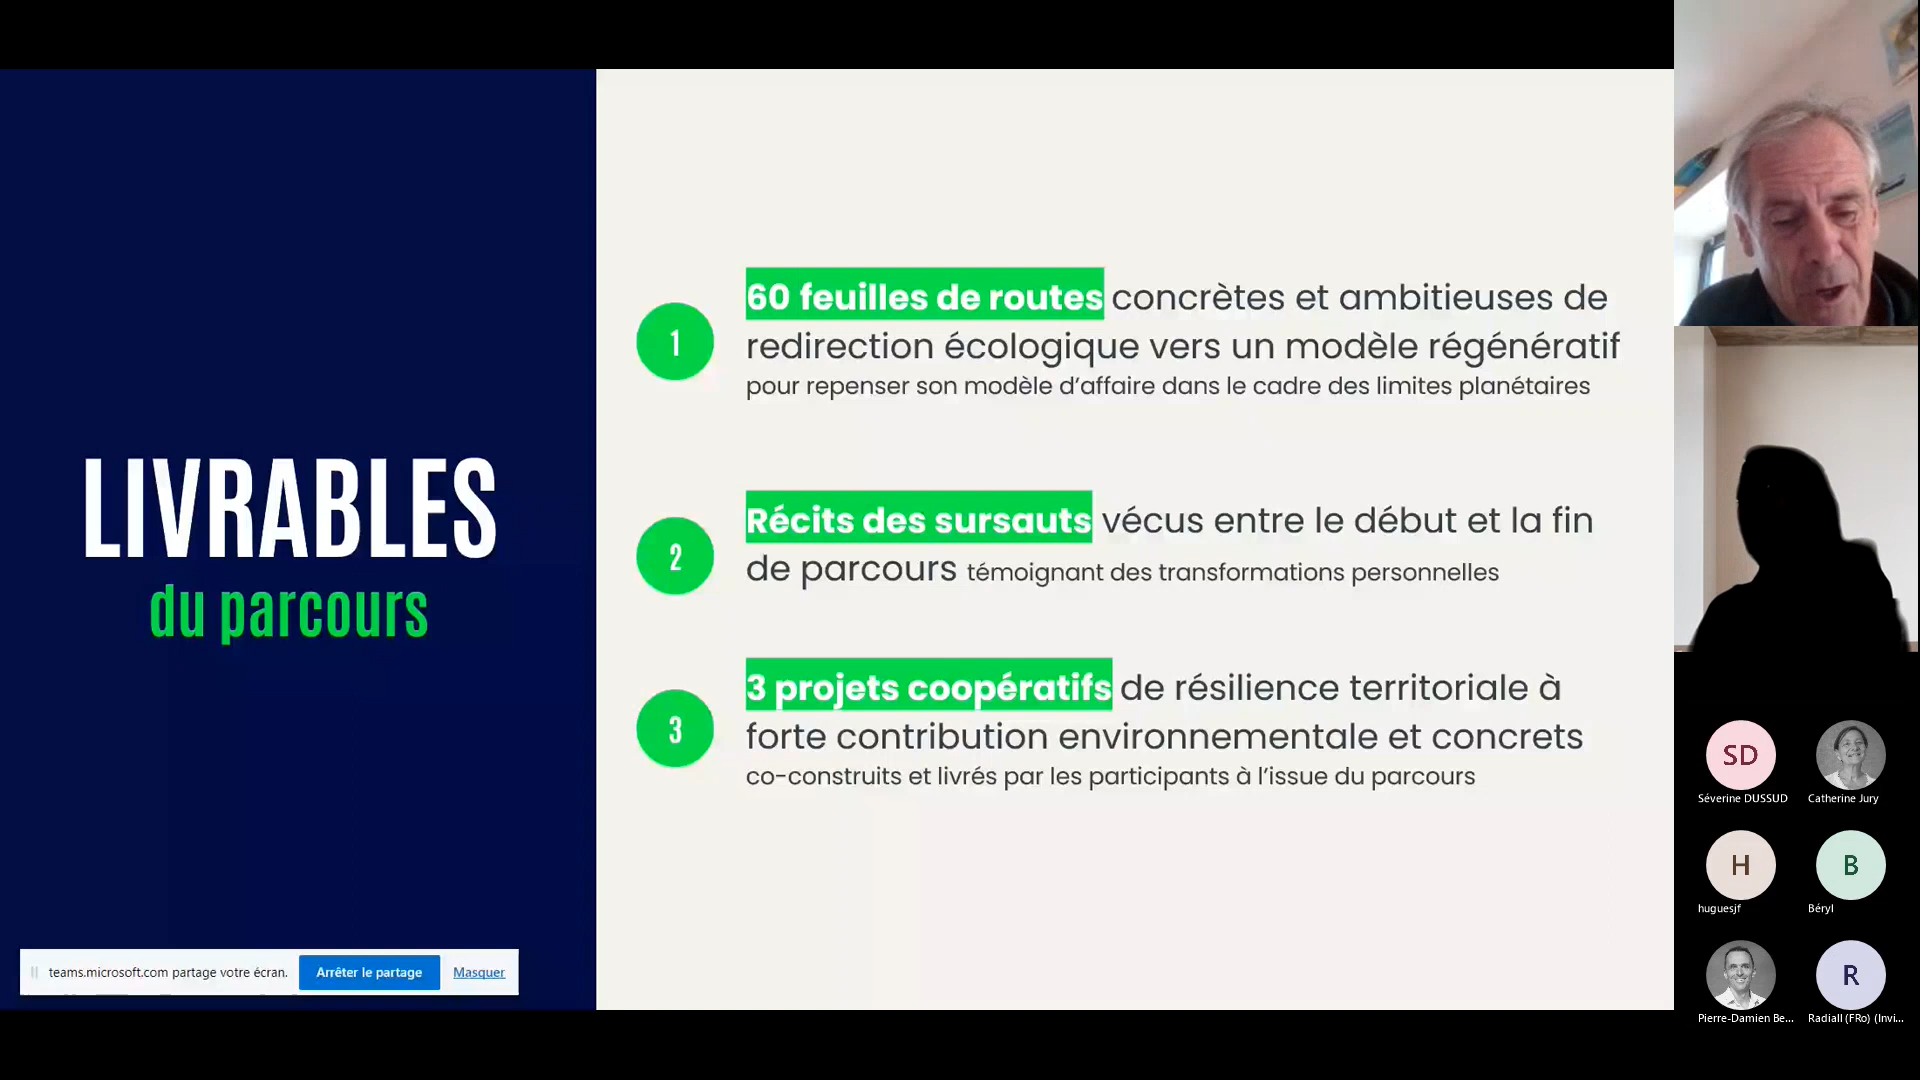 LIVRABLES
du parcours
1
60 feuilles de routes concrètes et ambitieuses de
redirection écologique vers un modèle régénératif
pour repenser son modèle d’affaire dans le cadre des limites planétaires
2
Récits des sursauts vécus entre le début et la fin
de parcours témoignant des transformations personnelles
3
3 projets coopératifs de résilience territoriale à
forte contribution environnementale et concrets
co-construits et livrés par les participants à l’issue du parcours
teams.microsoft.com partage votre écran.
Arrêter le partage
Masquer
SD
Séverine DUSSUD
Catherine Jury
H
huguesjf
B
Béryl
Pierre-Damien Be...
R
Radiall (FRo) (Invi...